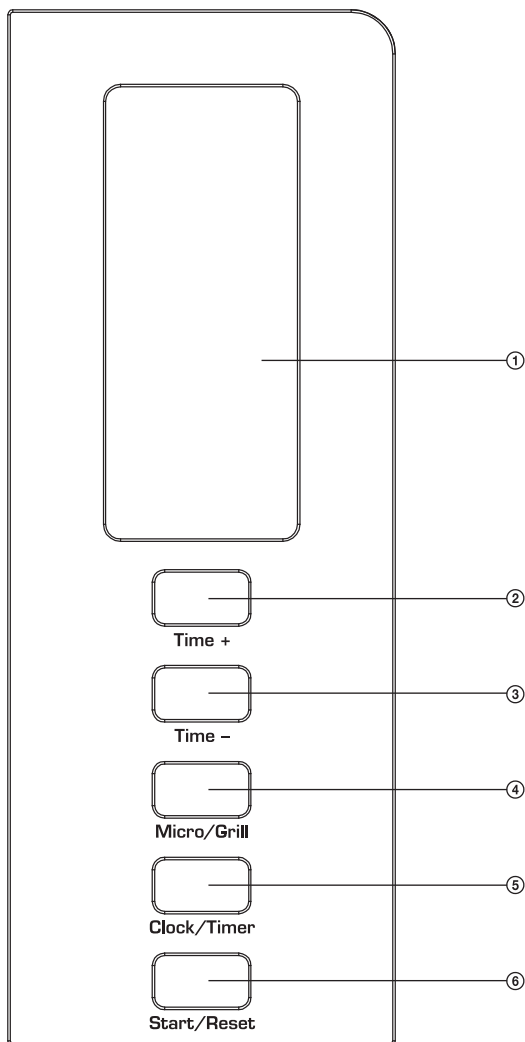 ①
②
Time +
③
Time –
④
Micro/Grill
⑤
Clock/Timer
⑥
Start/Reset